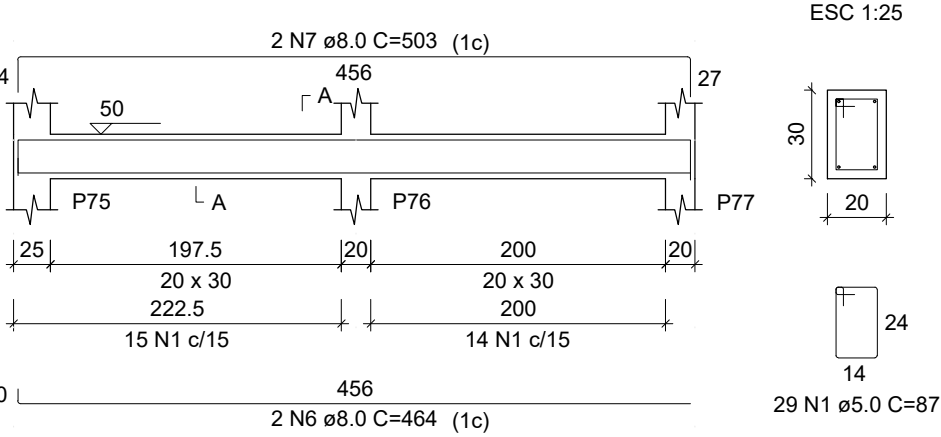 ESC 1:25
2 N7 ø8.0 C=503 (1c)
456
27
A
50
30
P75
A
P76
P77
20
25
197.5
20
200
20
20 x 30
20 x 30
222.5
200
15 N1 c/15
14 N1 c/15
24
14
456
29 N1 ø5.0 C=87
2 N6 ø8.0 C=464 (1c)